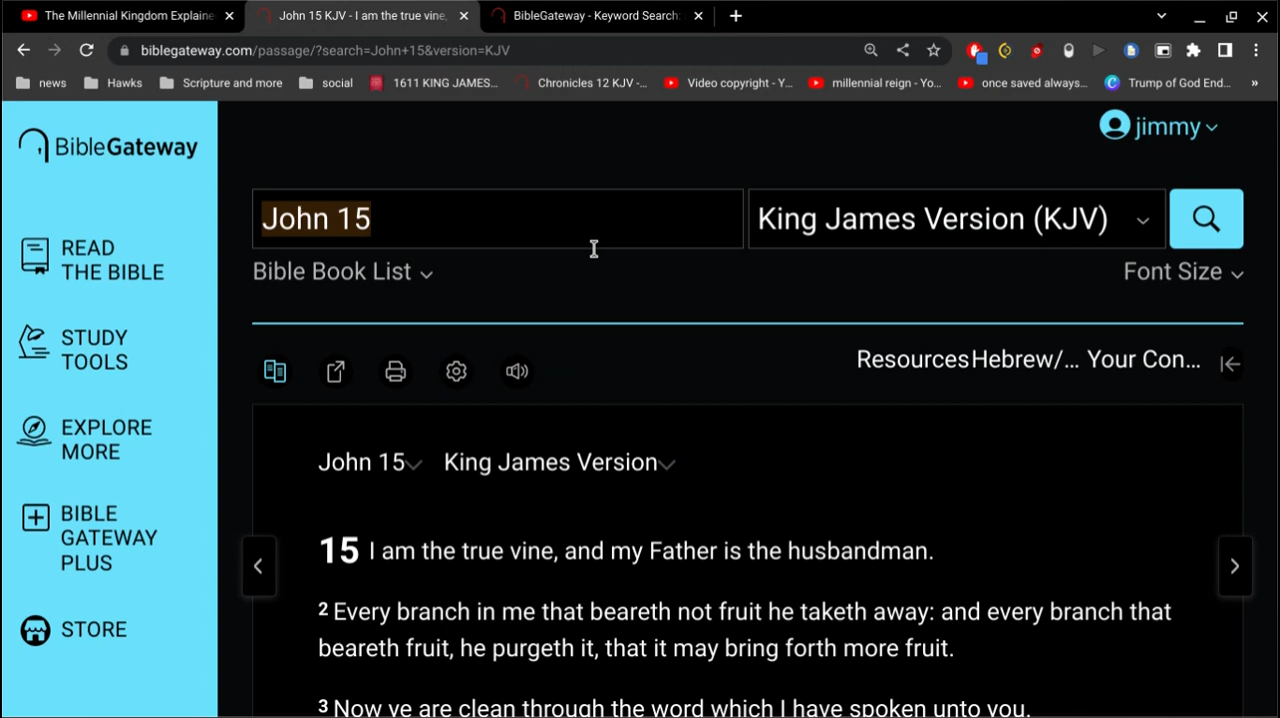 The Millennial Kingdom Explaine
John 15 KJV - I am the true vine,
BibleGateway - Keyword Search:
biblegateway.com/passage/?search=John+15&version=KJV
news
Hawks
Scripture and more
social
1611 KING JAMES...
Chronicles 12 KJV -...
Video copyright - Y...
millennial reign - Yo...
once saved always...
Trump of God End...
»
BibleGateway
jimmy
John 15
King James Version (KJV)
Bible Book List
Font Size
READ
THE BIBLE
STUDY
TOOLS
EXPLORE
MORE
BIBLE
GATEWAY
PLUS
STORE
Resources Hebrew/... Your Con...
John 15 King James Version
15 I am the true vine, and my Father is the husbandman.
2 Every branch in me that beareth not fruit he taketh away: and every branch that
beareth fruit, he purgeth it, that it may bring forth more fruit.
3 Now ye are clean through the word which I have spoken unto you.